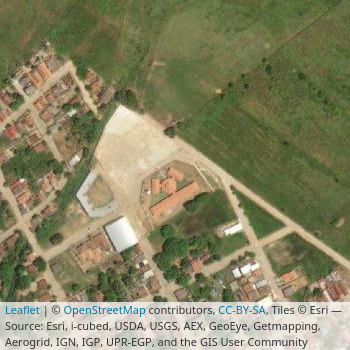 Leaflet | © OpenStreetMap contributors, CC-BY-SA, Tiles © Esri —
Source: Esri, i-cubed, USDA, USGS, AEX, GeoEye, Getmapping,
Aerogrid, IGN, IGP, UPR-EGP, and the GIS User Community